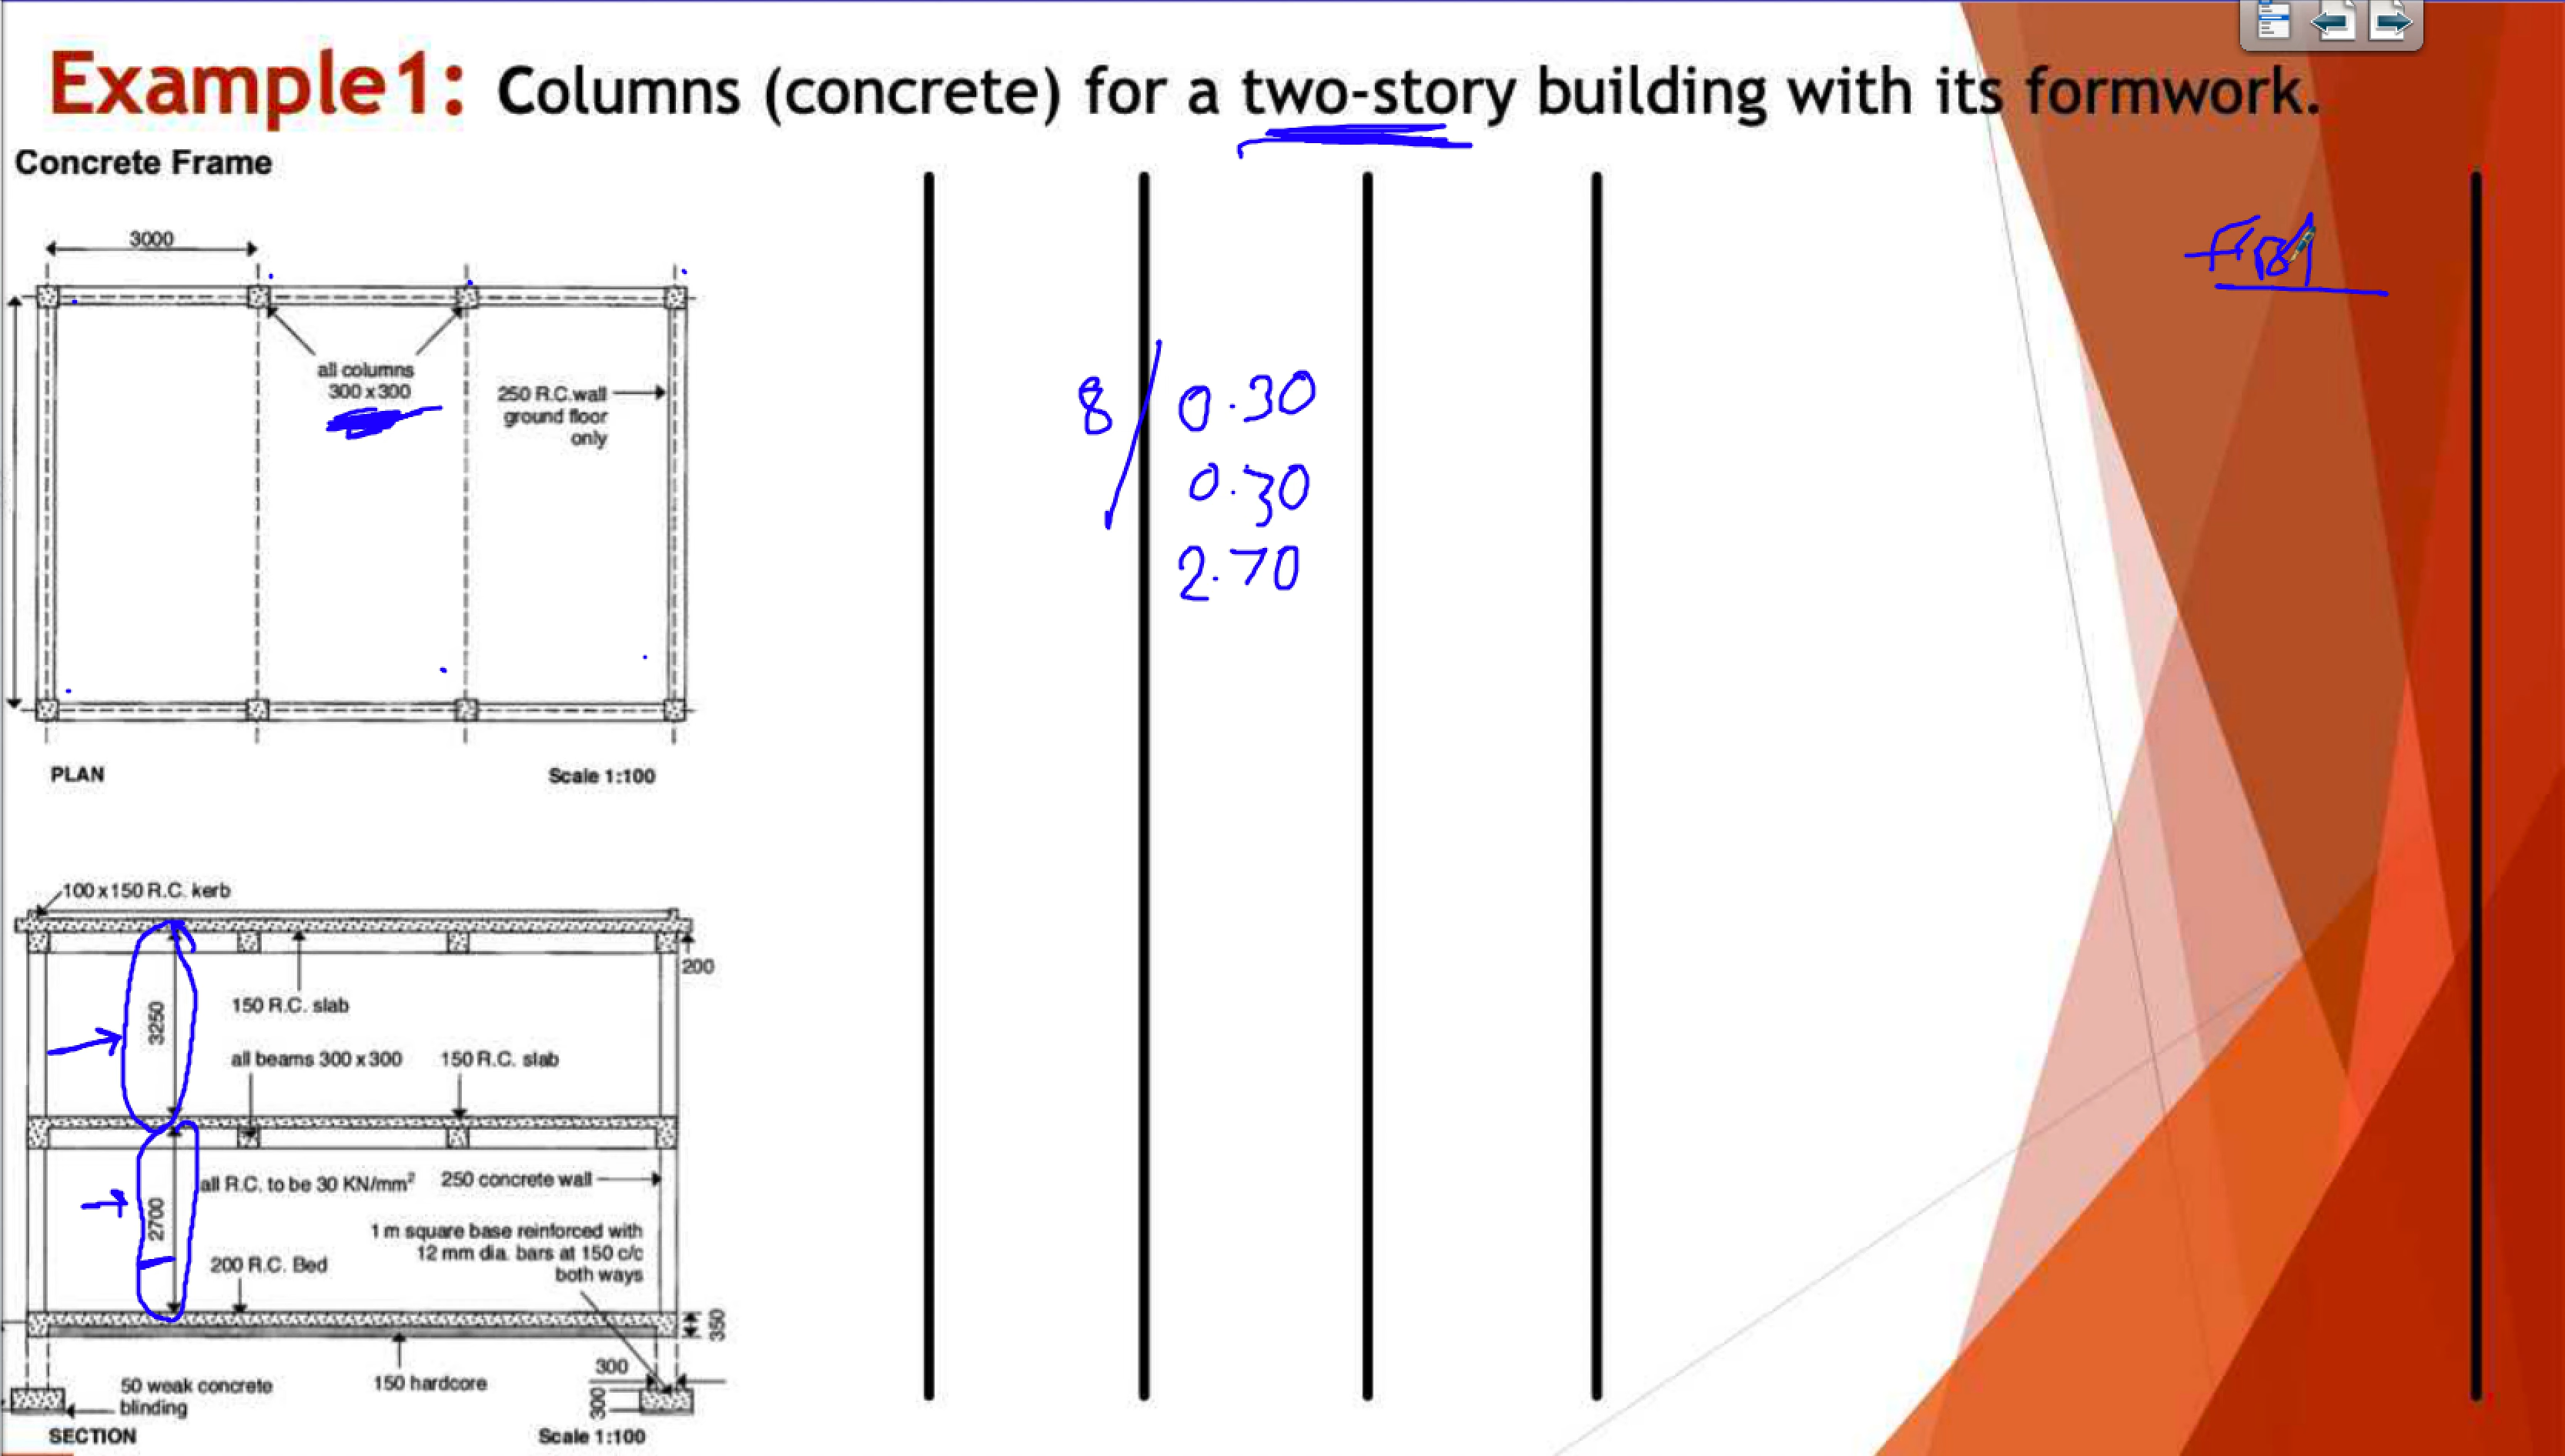 Example1: Columns (concrete) for a two-story building with its formwork.
Concrete Frame
3000
all columns
300 x 300
250 R.C.wall
ground floor
only
PLAN
Scale 1:100
8 / 0.30
0.30
2.70
100 x 150 R.C. kerb
200
3250
150 R.C. slab
all beams 300 x 300
150 R.C. slab
all R.C. to be 30 KN/mm²
250 concrete wall
2700
1 m square base reinforced with
12 mm dia. bars at 150 c/c
both ways
200 R.C. Bed
350
300
300
50 weak concrete
blinding
150 hardcore
SECTION
Scale 1:100